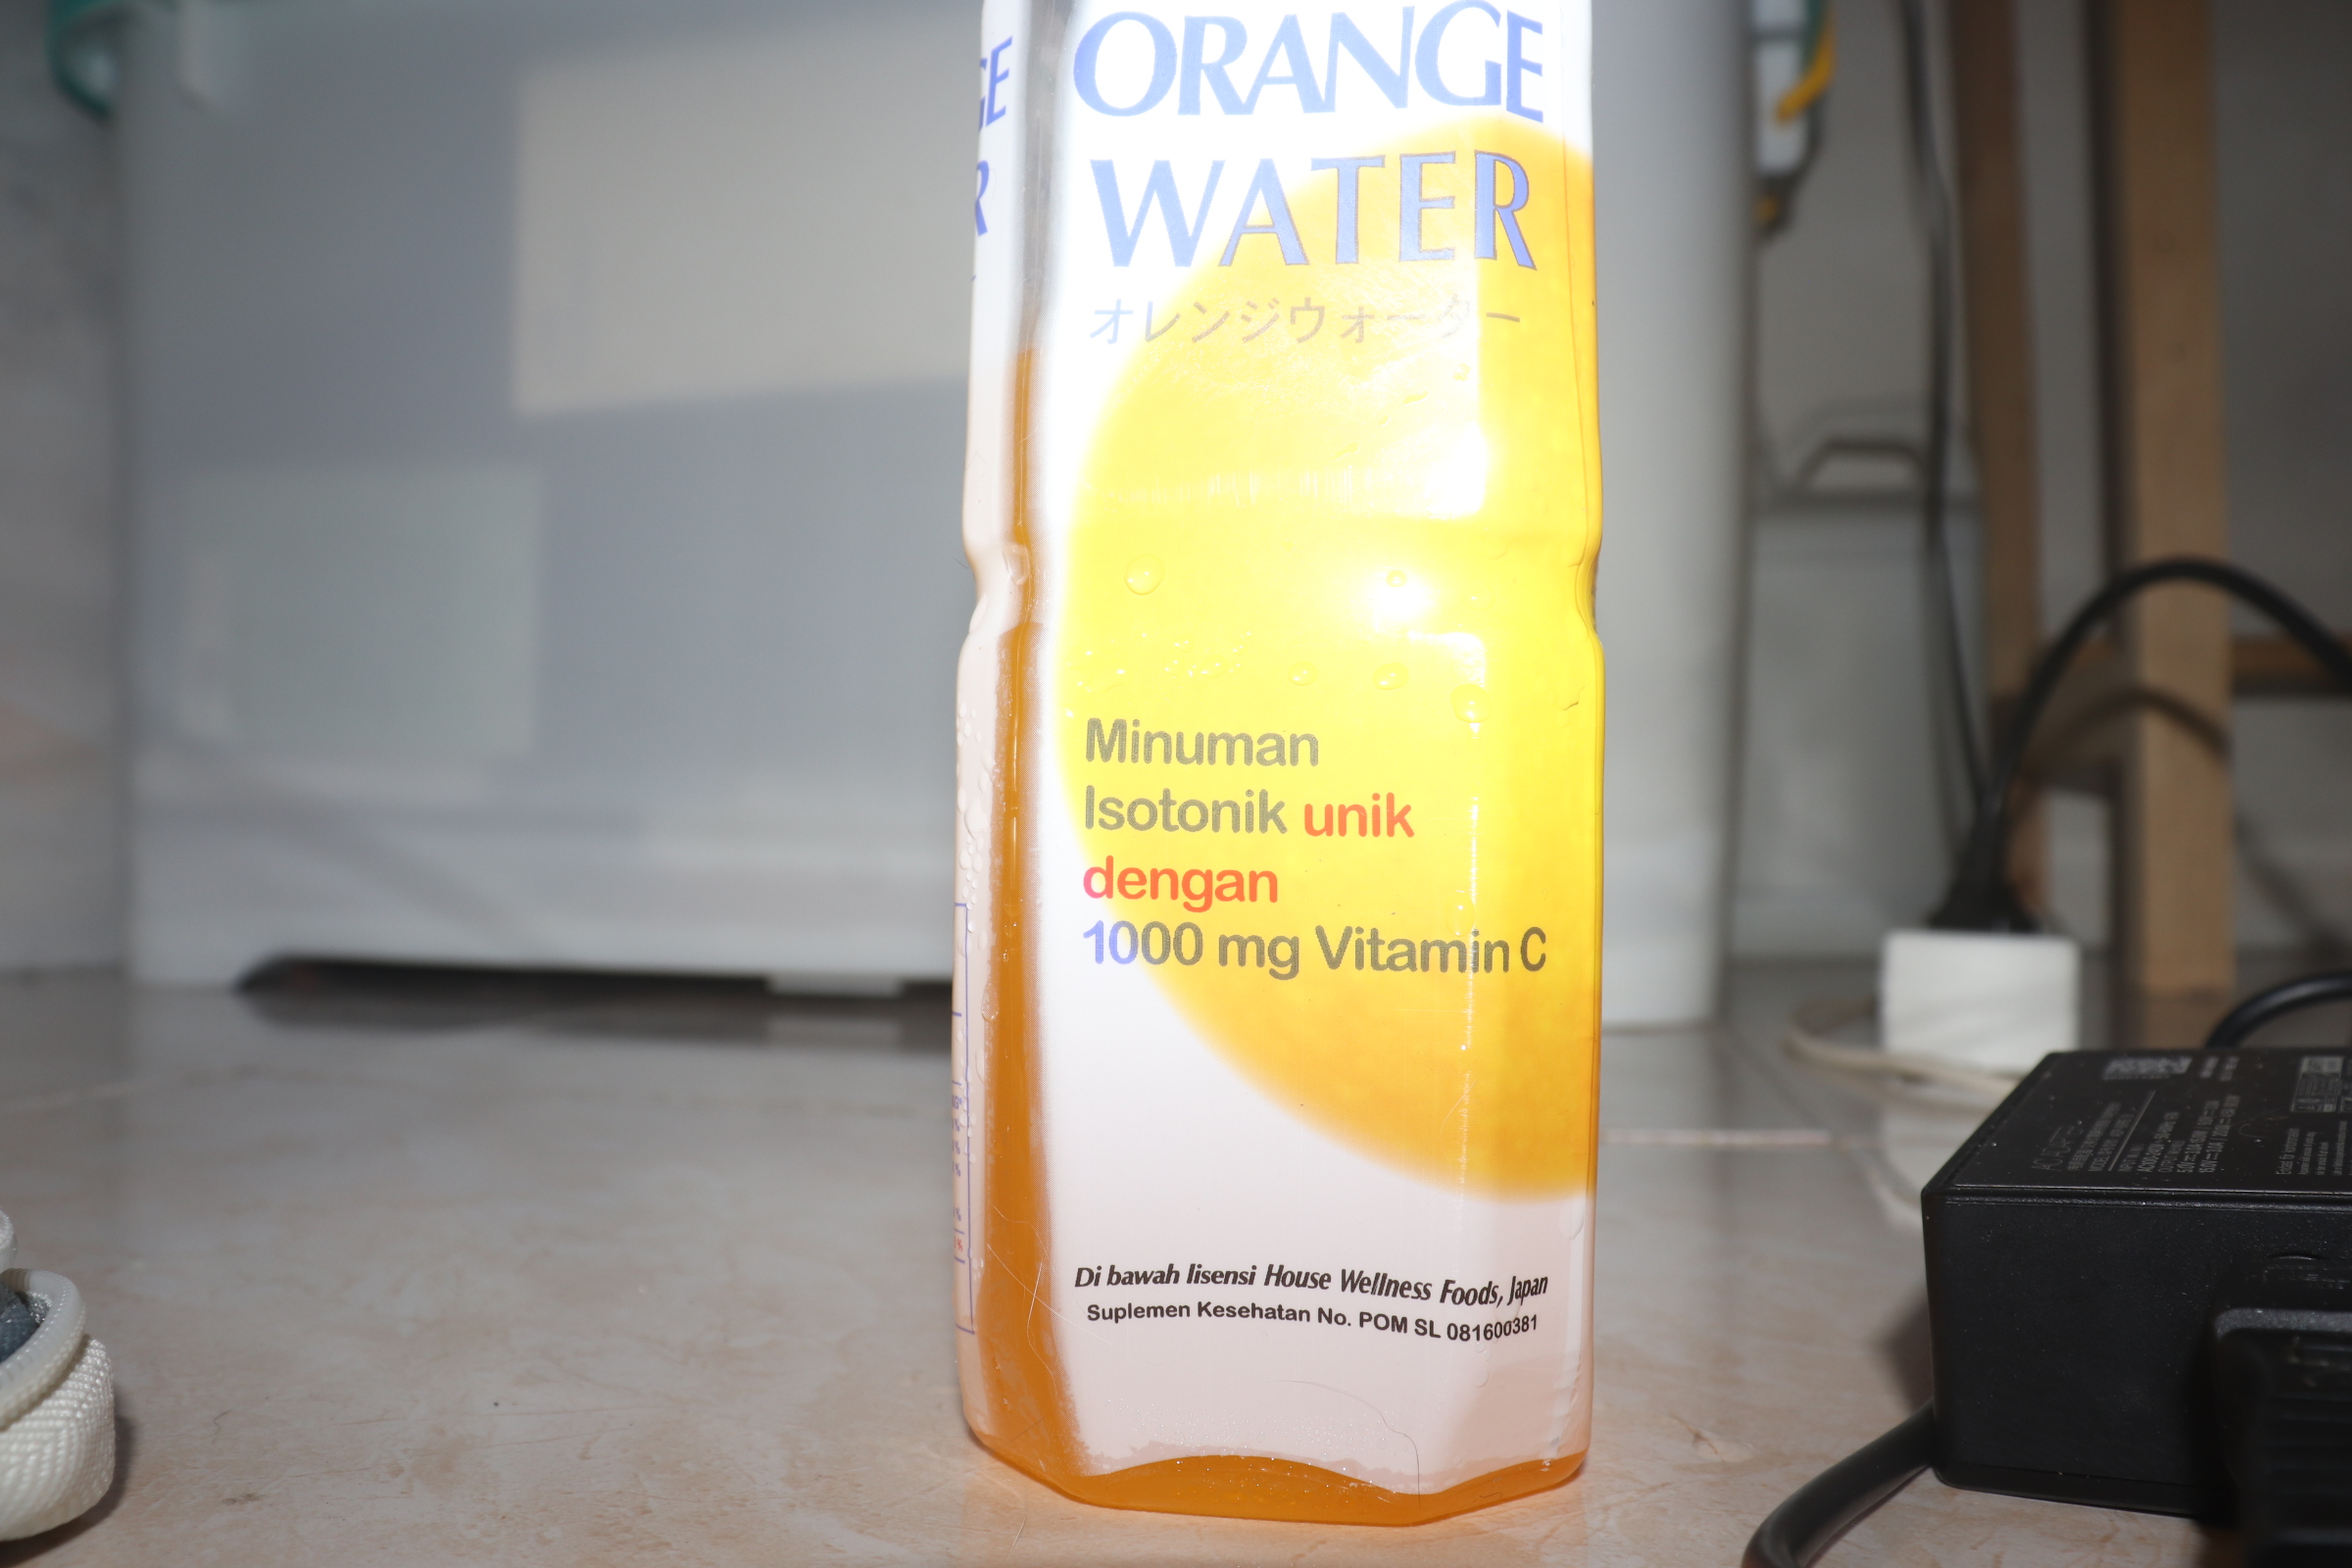 ORANGE
WATER
オレンジウォーター
Minuman
Isotonik unik
dengan
1000 mg Vitamin C
Di bawah lisensi House Wellness Foods, Japan
Suplemen Kesehatan No. POM SL 081600381
GE
R